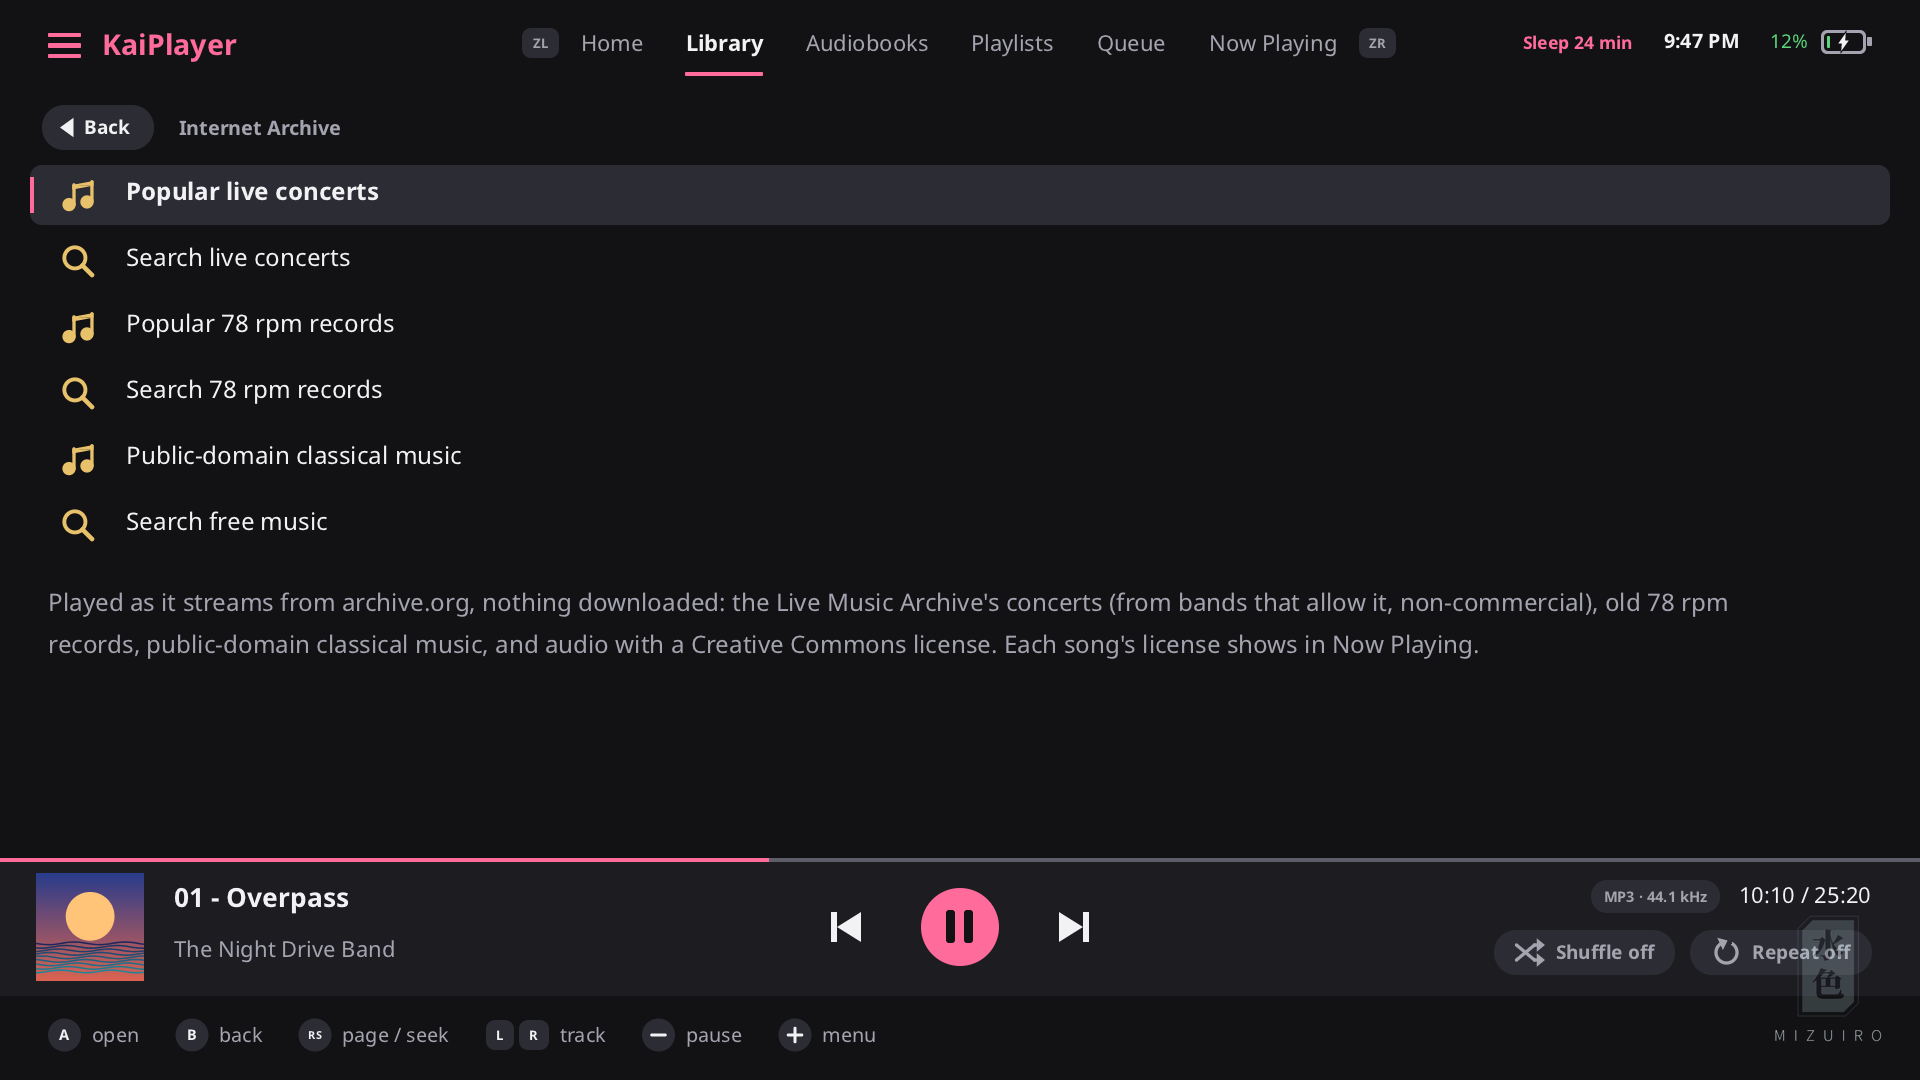 KaiPlayer
ZL Home Library Audiobooks Playlists Queue Now Playing ZR
Sleep 24 min 9:47 PM 12%
Back Internet Archive
Popular live concerts
Search live concerts
Popular 78 rpm records
Search 78 rpm records
Public-domain classical music
Search free music
Played as it streams from archive.org, nothing downloaded: the Live Music Archive's concerts (from bands that allow it, non-commercial), old 78 rpm
records, public-domain classical music, and audio with a Creative Commons license. Each song's license shows in Now Playing.
01 - Overpass
The Night Drive Band
MP3 · 44.1 kHz 10:10 / 25:20
Shuffle off Repeat off
水色
MIZUIRO
A open B back RS page / seek L R track pause menu